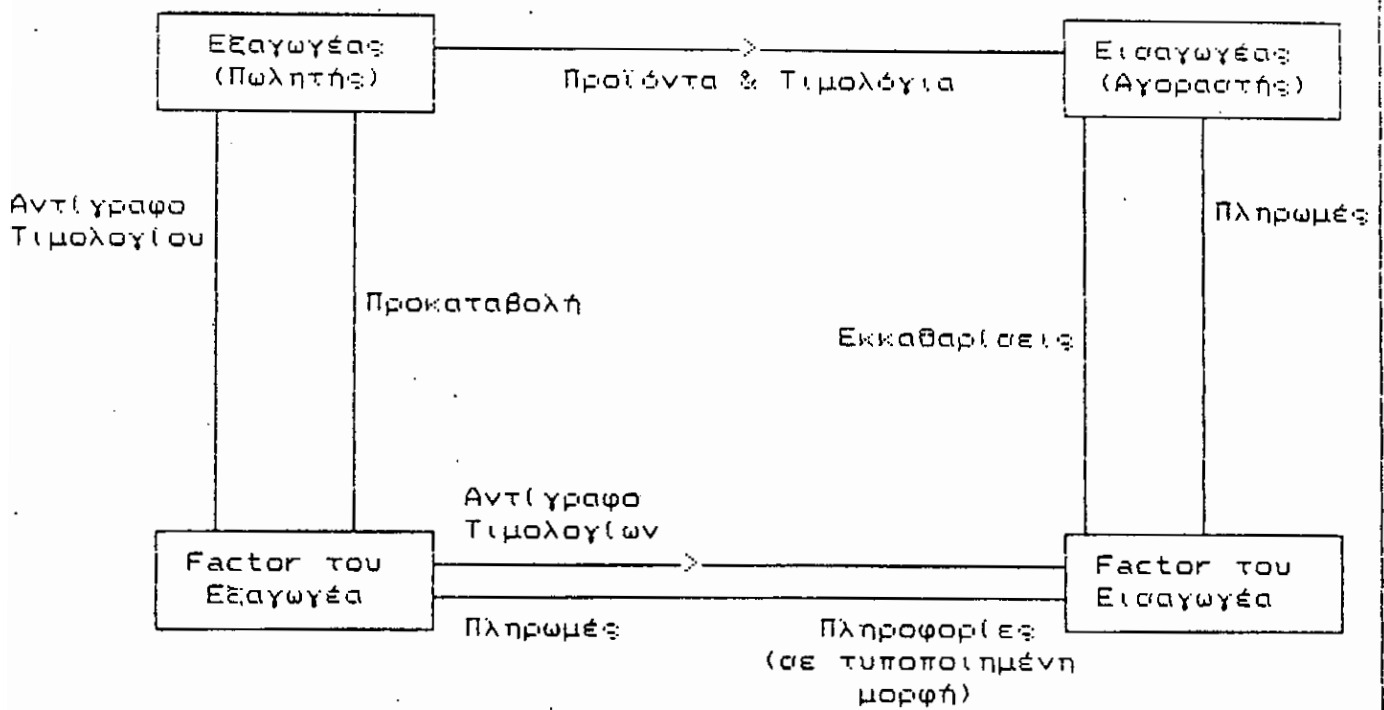 Εξαγωγέας
(Πωλητής)
Προϊόντα & Τιμολόγια
Εισαγωγέας
(Αγοραστής)
Αντίγραφο
Τιμολογίου
Προκαταβολή
Εκκαθαρίσεις
Πληρωμές
Αντίγραφο
Τιμολογίων
Factor του
Εξαγωγέα
Factor του
Εισαγωγέα
Πληρωμές
Πληροφορίες
(σε τυποποιημένη
μορφή)